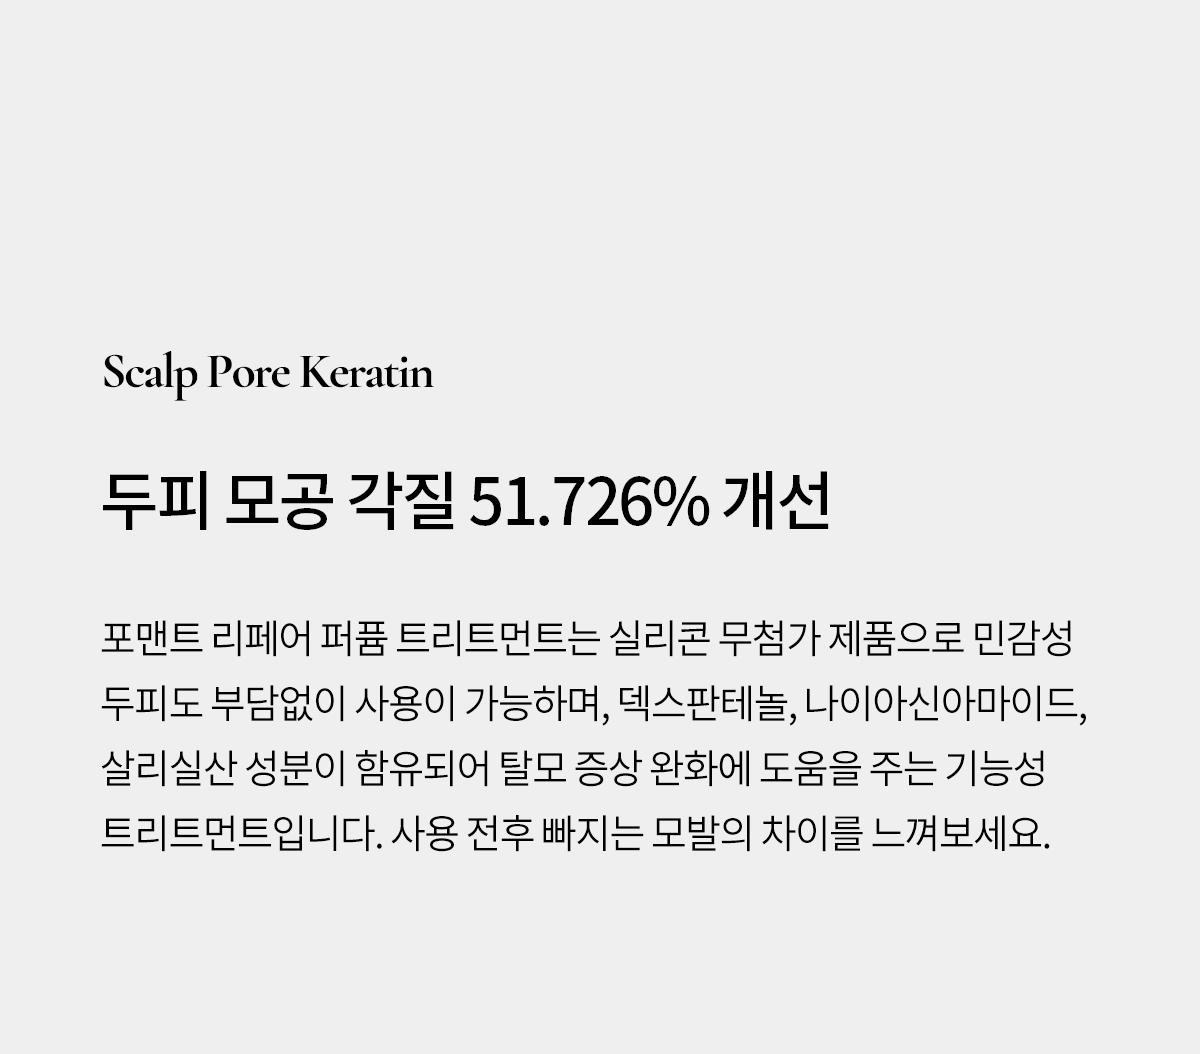 Scalp Pore Keratin
두피 모공 각질 51.726% 개선
포맨트 리페어 퍼퓸 트리트먼트는 실리콘 무첨가 제품으로 민감성
두피도 부담없이 사용이 가능하며, 덱스판테놀, 나이아신아마이드,
살리실산 성분이 함유되어 탈모 증상 완화에 도움을 주는 기능성
트리트먼트입니다. 사용 전후 빠지는 모발의 차이를 느껴보세요.